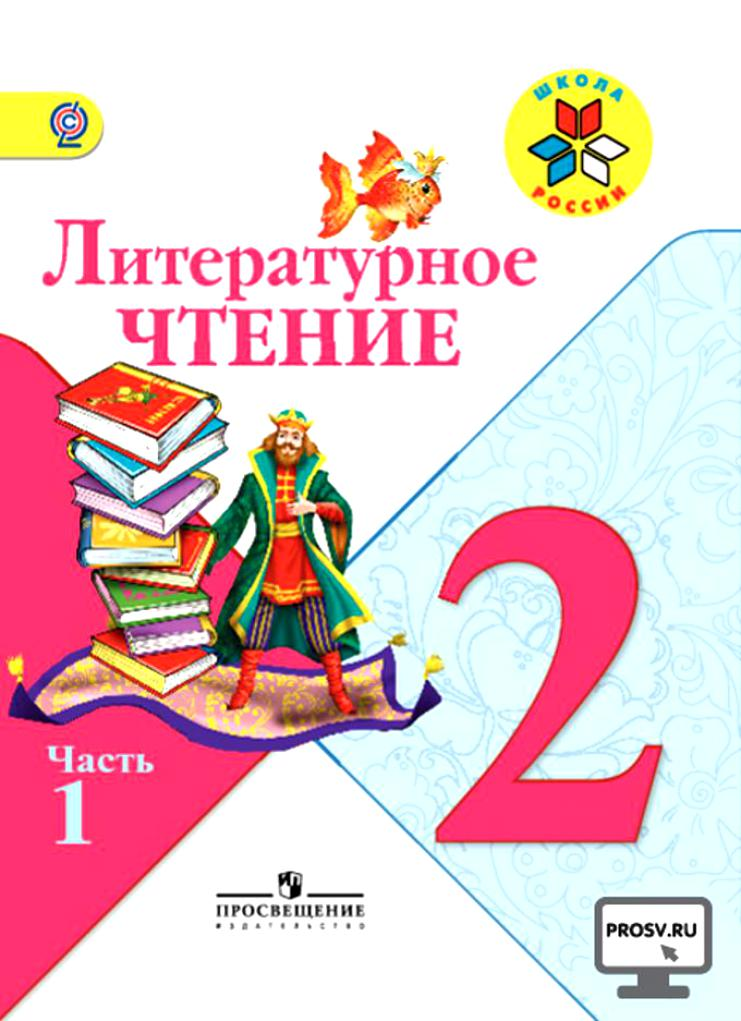 ШКОЛА
РОССИИ
Литературное
ЧТЕНИЕ
2
Часть
1
ПРОСВЕЩЕНИЕ
ИЗДАТЕЛЬСТВО
PROSV.RU